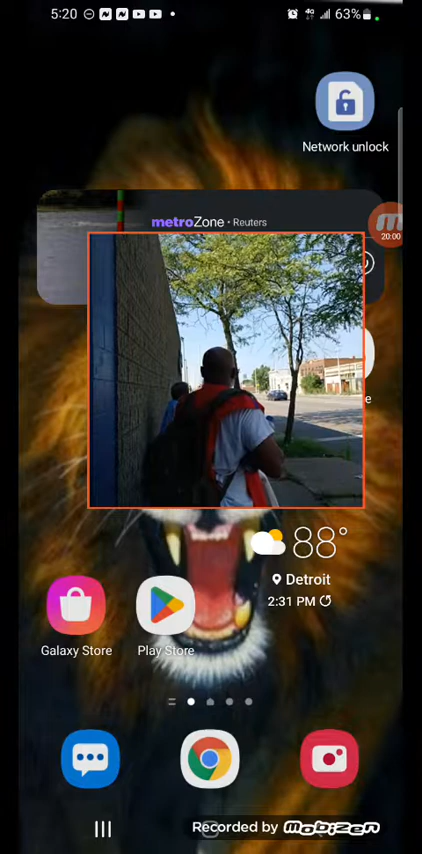 5:20
4G
63%
Network unlock
metroZone • Reuters
20:00
e
88°
Detroit
2:31 PM
Galaxy Store
Play Store
Recorded by MOBIZEN